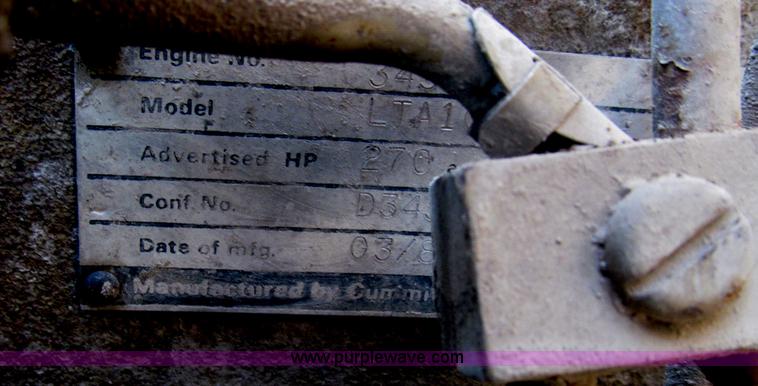 Engine No. 343
Model LTA1
Advertised HP 270
Conf No. D343
Date of mfg. 03/8
Manufactured by Cummi
www.purplewave.com